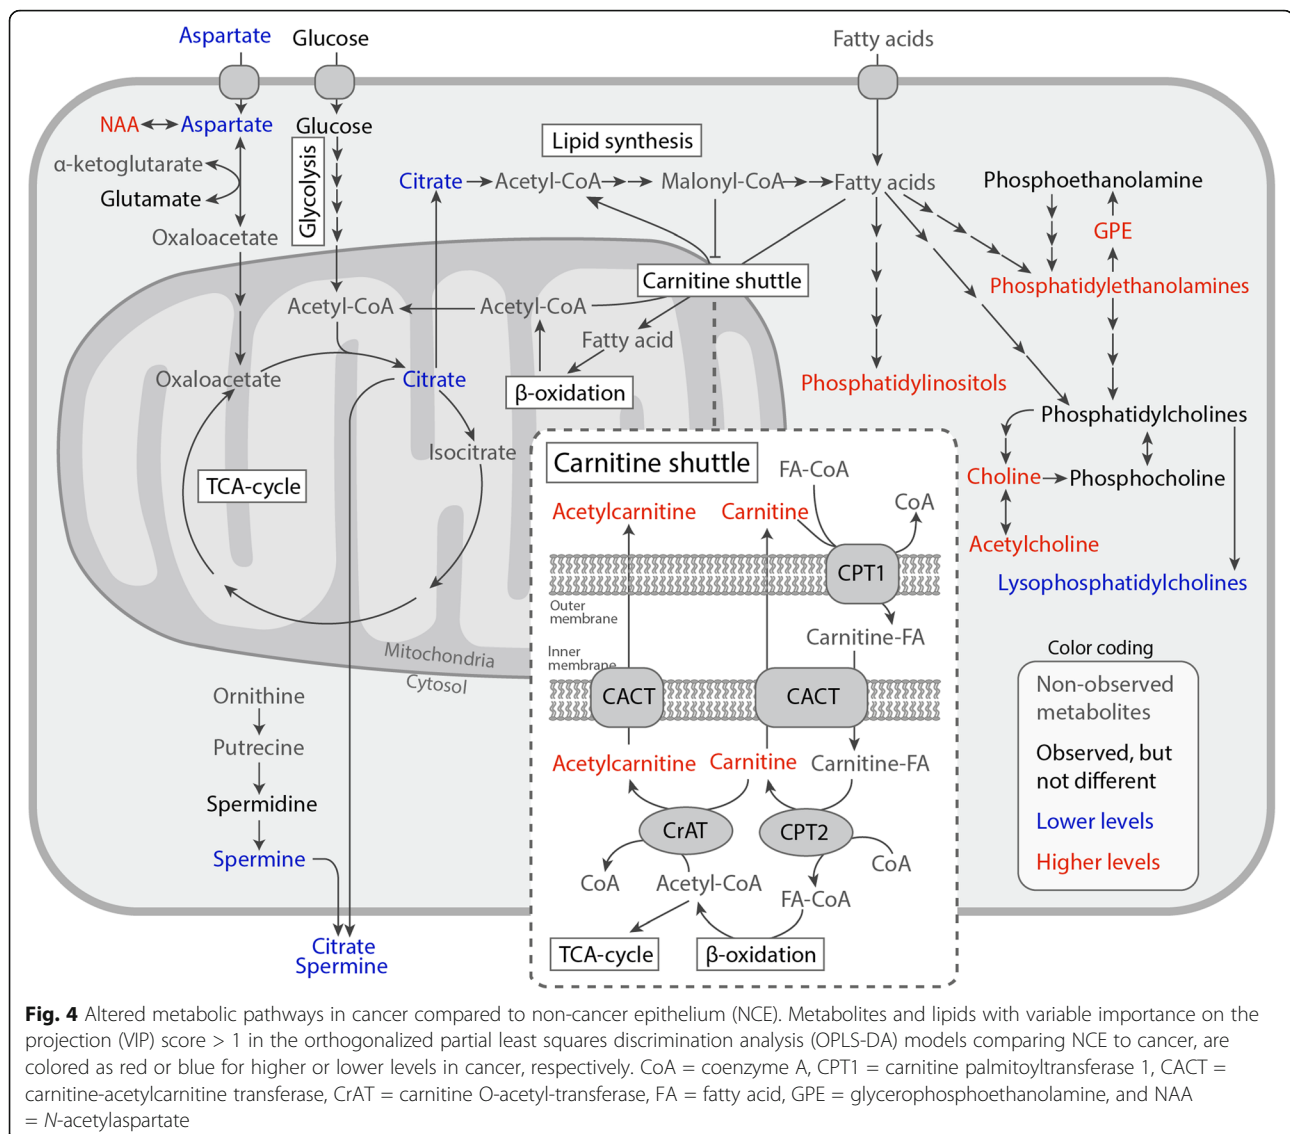 Aspartate
Glucose
Fatty acids
NAA
Aspartate
Glucose
Lipid synthesis
α-ketoglutarate
Glutamate
Glycolysis
Citrate
Acetyl-CoA
Malonyl-CoA
Fatty acids
Phosphoethanolamine
GPE
Oxaloacetate
Carnitine shuttle
Phosphatidylethanolamines
Acetyl-CoA
Acetyl-CoA
Fatty acid
Oxaloacetate
Citrate
β-oxidation
Phosphatidylinositols
Phosphatidylcholines
Isocitrate
TCA-cycle
Choline
Phosphocholine
Acetylcholine
Lysophosphatidylcholines
Mitochondria
Cytosol
Ornithine
Putrecine
Spermidine
Spermine
Citrate
Spermine
Carnitine shuttle
FA-CoA
CoA
Acetylcarnitine
Carnitine
CPT1
Outer
membrane
Carnitine-FA
Inner
membrane
CACT
CACT
Acetylcarnitine
Carnitine
Carnitine-FA
CrAT
CPT2
CoA
CoA
Acetyl-CoA
FA-CoA
TCA-cycle
β-oxidation
Color coding
Non-observed
metabolites
Observed, but
not different
Lower levels
Higher levels
Fig. 4 Altered metabolic pathways in cancer compared to non-cancer epithelium (NCE). Metabolites and lipids with variable importance on the
projection (VIP) score > 1 in the orthogonalized partial least squares discrimination analysis (OPLS-DA) models comparing NCE to cancer, are
colored as red or blue for higher or lower levels in cancer, respectively. CoA = coenzyme A, CPT1 = carnitine palmitoyltransferase 1, CACT =
carnitine-acetylcarnitine transferase, CrAT = carnitine O-acetyl-transferase, FA = fatty acid, GPE = glycerophosphoethanolamine, and NAA
= N-acetylaspartate